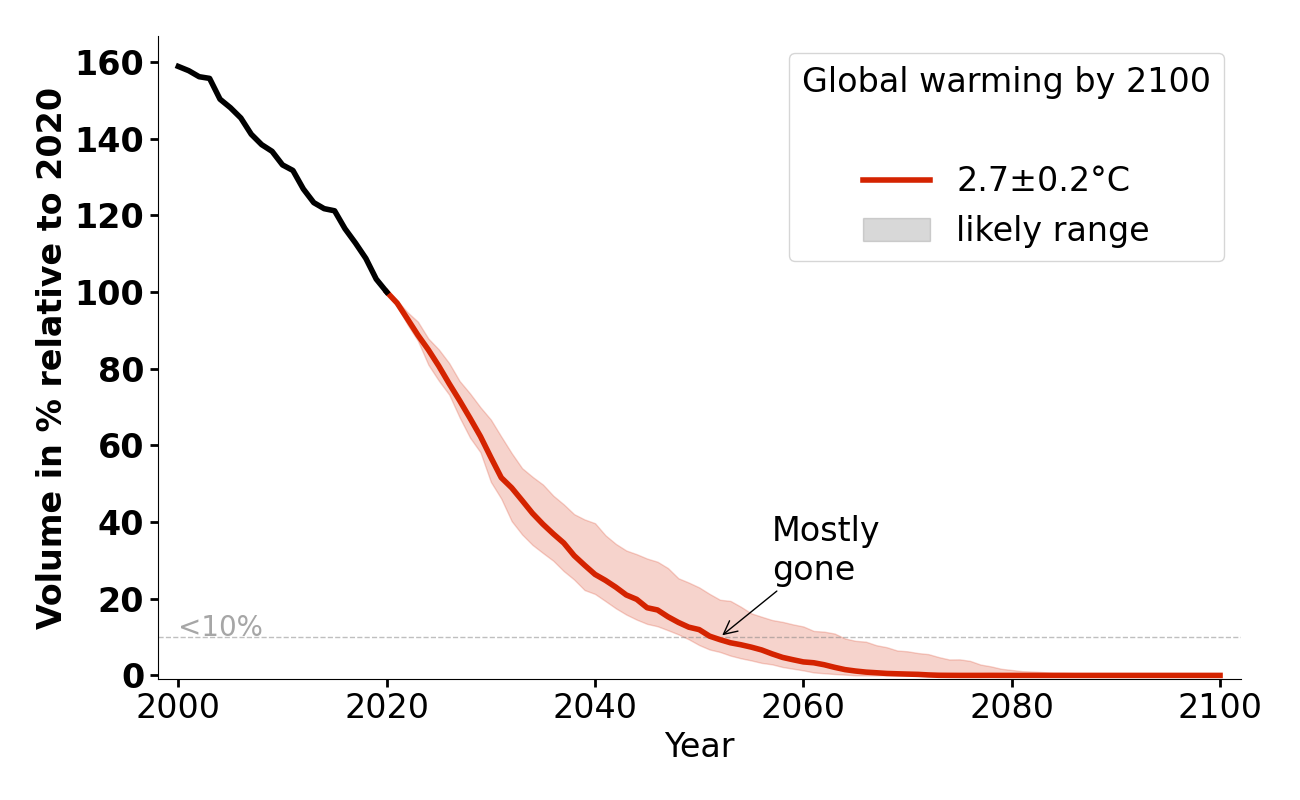 Volume in % relative to 2020
160
140
120
100
80
60
40
20
0
<10%
Global warming by 2100
2.7±0.2°C
likely range
Mostly
gone
2000 2020 2040 2060 2080 2100
Year